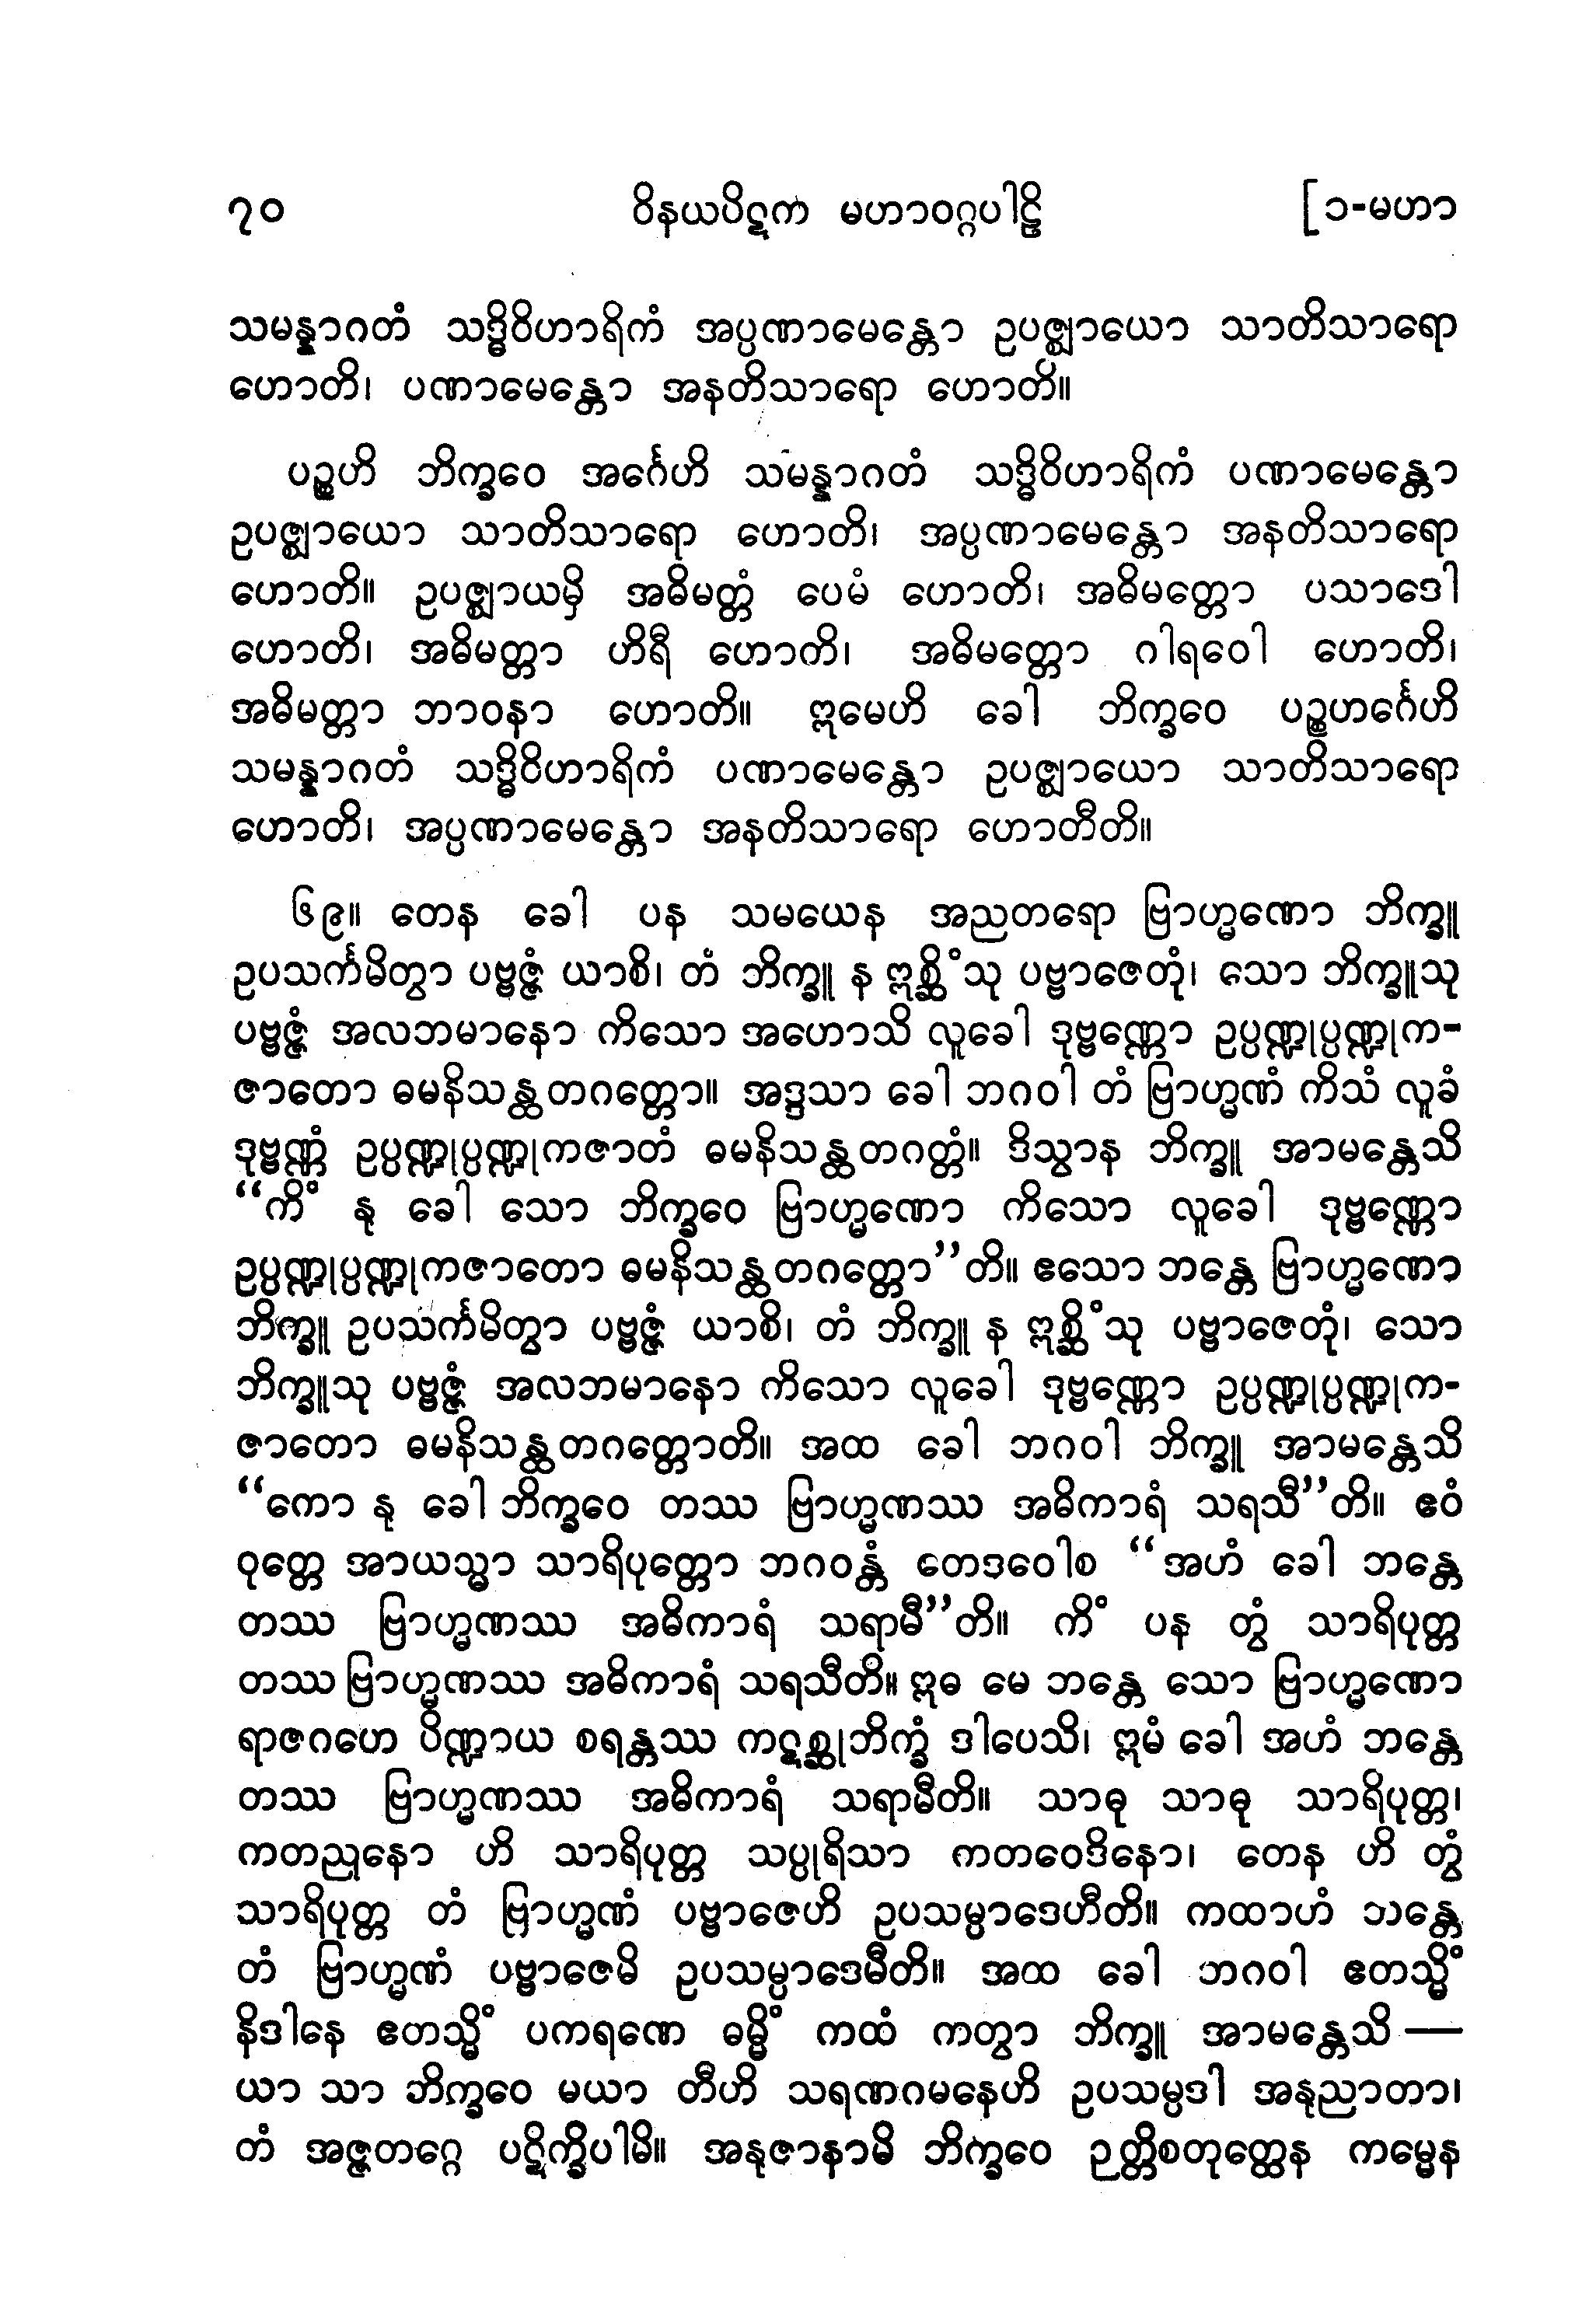 ၇၀ ဝိနယပိဋက မဟာဝဂ္ဂပါဠိ [၁-မဟာ
သမန္နာဂတံ သဒ္ဓိဝိဟာရိကံ အပ္ပဏာမေန္တော ဥပဇ္ဈာယော သာတိသာရော
ဟောတိ၊ ပဏာမေန္တော အနတိသာရော ဟောတိ။
ပဉ္စဟိ ဘိက္ခဝေ အင်္ဂေဟိ သမန္နာဂတံ သဒ္ဓိဝိဟာရိကံ ပဏာမေန္တော
ဥပဇ္ဈာယော သာတိသာရော ဟောတိ၊ အပ္ပဏာမေန္တော အနတိသာရော
ဟောတိ။ ဥပဇ္ဈာယမှိ အဓိမတ္တံ ပေမံ ဟောတိ၊ အဓိမတ္တော ပသာဒေါ
ဟောတိ၊ အဓိမတ္တာ ဟိရီ ဟောတိ၊ အဓိမတ္တော ဂါရဝေါ ဟောတိ၊
အဓိမတ္တာ ဘာဝနာ ဟောတိ။ ဣမေဟိ ခေါ ဘိက္ခဝေ ပဉ္စဟင်္ဂေဟိ
သမန္နာဂတံ သဒ္ဓိဝိဟာရိကံ ပဏာမေန္တော ဥပဇ္ဈာယော သာတိသာရော
ဟောတိ၊ အပ္ပဏာမေန္တော အနတိသာရော ဟောတီတိ။
၆၉။ တေန ခေါ ပန သမယေန အညတရော ဗြာဟ္မဏော ဘိက္ခူ
ဥပသင်္ကမိတွာ ပဗ္ဗဇ္ဇံ ယာစိ၊ တံ ဘိက္ခူ န ဣစ္ဆိံသု ပဗ္ဗာဇေတုံ၊ သော ဘိက္ခူသု
ပဗ္ဗဇ္ဇံ အလဘမာနော ကိသော အဟောသိ လူခေါ ဒုဗ္ဗဏ္ဏော ဥပ္ပဏ္ဍုပ္ပဏ္ဍုက-
ဇာတော ဓမနိသန္ထတဂတ္တော။ အဒ္ဒသာ ခေါ ဘဂဝါ တံ ဗြာဟ္မဏံ ကိသံ လူခံ
ဒုဗ္ဗဏ္ဏံ ဥပ္ပဏ္ဍုပ္ပဏ္ဍုကဇာတံ ဓမနိသန္ထတဂတ္တံ။ ဒိသွာန ဘိက္ခူ အာမန္တေသိ
“ကိံ နု ခေါ သော ဘိက္ခဝေ ဗြာဟ္မဏော ကိသော လူခေါ ဒုဗ္ဗဏ္ဏော
ဥပ္ပဏ္ဍုပ္ပဏ္ဍုကဇာတော ဓမနိသန္ထတဂတ္တော”တိ။ ဧသော ဘန္တေ ဗြာဟ္မဏော
ဘိက္ခူ ဥပသင်္ကမိတွာ ပဗ္ဗဇ္ဇံ ယာစိ၊ တံ ဘိက္ခူ န ဣစ္ဆိံသု ပဗ္ဗာဇေတုံ၊ သော
ဘိက္ခူသု ပဗ္ဗဇ္ဇံ အလဘမာနော ကိသော လူခေါ ဒုဗ္ဗဏ္ဏော ဥပ္ပဏ္ဍုပ္ပဏ္ဍုက-
ဇာတော ဓမနိသန္ထတဂတ္တောတိ။ အထ ခေါ ဘဂဝါ ဘိက္ခူ အာမန္တေသိ
“ကော နု ခေါ ဘိက္ခဝေ တဿ ဗြာဟ္မဏဿ အဓိကာရံ သရသီ”တိ။ ဧဝံ
ဝုတ္တေ အာယသ္မာ သာရိပုတ္တော ဘဂဝန္တံ တေဒဝေါစ “အဟံ ခေါ ဘန္တေ
တဿ ဗြာဟ္မဏဿ အဓိကာရံ သရာမီ”တိ။ ကိံ ပန တွံ သာရိပုတ္တ
တဿ ဗြာဟ္မဏဿ အဓိကာရံ သရသီတိ။ ဣဓ မေ ဘန္တေ သော ဗြာဟ္မဏော
ရာဇဂဟေ ပိဏ္ဍာယ စရန္တဿ ကဋစ္ဆုဘိက္ခံ ဒါပေသိ၊ ဣမံ ခေါ အဟံ ဘန္တေ
တဿ ဗြာဟ္မဏဿ အဓိကာရံ သရာမီတိ။ သာဓု သာဓု သာရိပုတ္တ၊
ကတညုနော ဟိ သာရိပုတ္တ သပ္ပုရိသာ ကတဝေဒိနော၊ တေန ဟိ တွံ
သာရိပုတ္တ တံ ဗြာဟ္မဏံ ပဗ္ဗာဇေဟိ ဥပသမ္ပာဒေဟီတိ။ ကထာဟံ ဘန္တေ
တံ ဗြာဟ္မဏံ ပဗ္ဗာဇေမိ ဥပသမ္ပာဒေမီတိ။ အထ ခေါ ဘဂဝါ ဧတသ္မိံ
နိဒါနေ ဧတသ္မိံ ပကရဏေ ဓမ္မိံ ကထံ ကတွာ ဘိက္ခူ အာမန္တေသိ —
ယာ သာ ဘိက္ခဝေ မယာ တီဟိ သရဏဂမနေဟိ ဥပသမ္ပဒါ အနုညာတာ၊
တံ အဇ္ဇတဂ္ဂေ ပဋိက္ခိပါမိ။ အနုဇာနာမိ ဘိက္ခဝေ ဉတ္တိစတုတ္ထေန ကမ္မေန